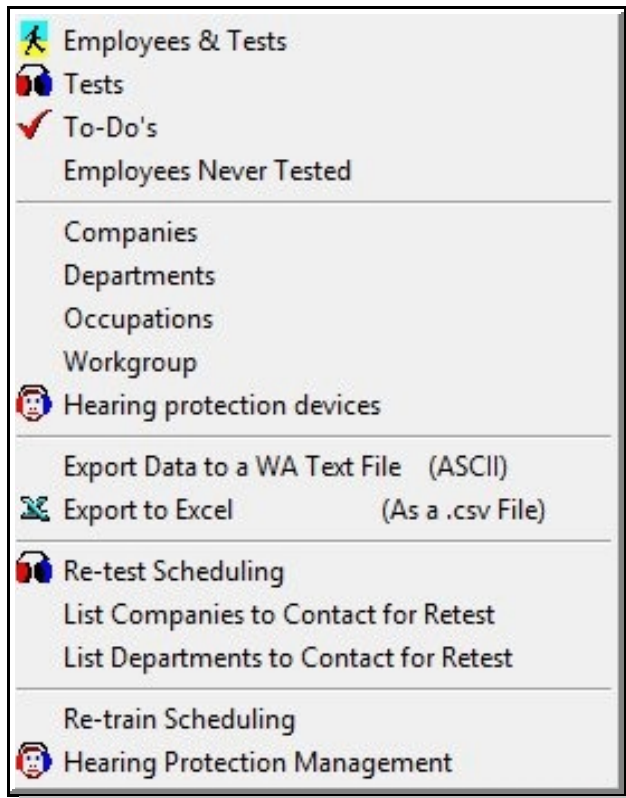 Employees & Tests
Tests
To-Do's
Employees Never Tested
Companies
Departments
Occupations
Workgroup
Hearing protection devices
Export Data to a WA Text File (ASCII)
Export to Excel (As a .csv File)
Re-test Scheduling
List Companies to Contact for Retest
List Departments to Contact for Retest
Re-train Scheduling
Hearing Protection Management